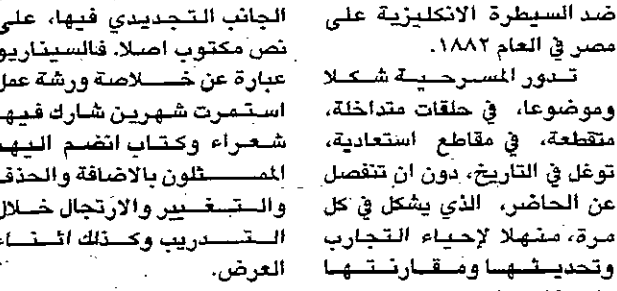 ضد السيطرة الانكليزية على
مصر في العام ١٨٨٢.
تدور المسرحية شكلا
وموضوعا، في حلقات متداخلة،
متقطعة، في مقاطع استعادية،
توغل في التاريخ، دون ان تنفصل
عن الحاضر، الذي يشكل في كل
مرة، منهلا لإحياء التجارب
وتحديثها ومقارنتها
الجانب التجديدي فيها، على
نص مكتوب اصلا. فالسيناريو
عبارة عن خلاصة ورشة عمل
استمرت شهرين شارك فيها
شعراء وكتاب انضم اليهم
الممثلون بالاضافة والحذف
والتغيير والارتجال خلال
التدريب وكذلك اثناء
العرض.